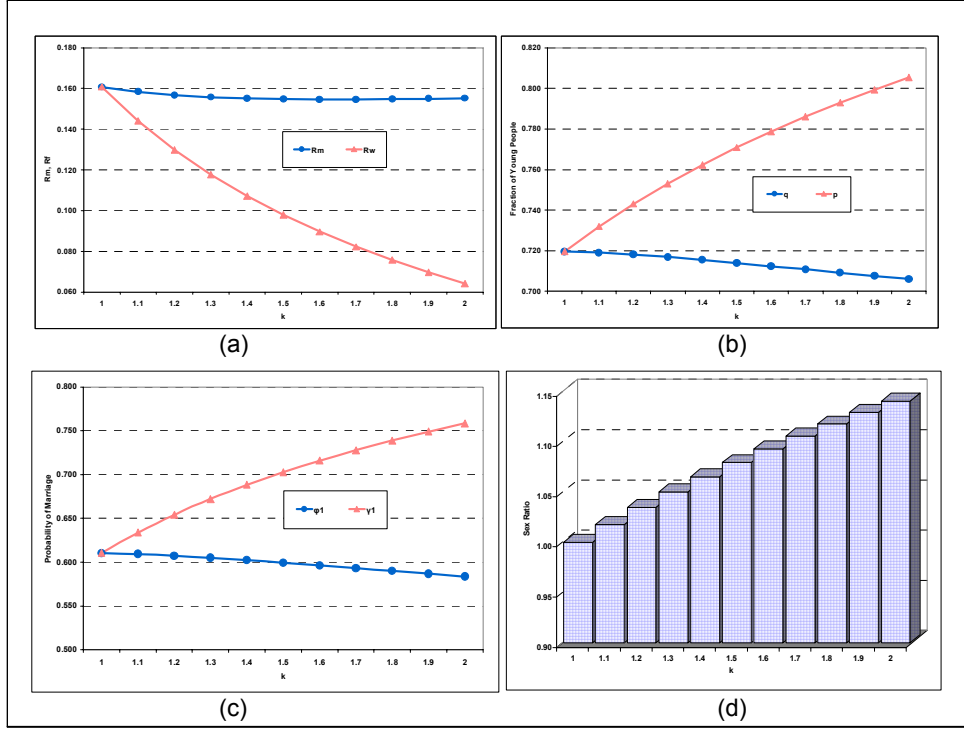 0.180
0.160
0.140
0.120
0.100
0.080
0.060
Rm, Rf
Rm Rw
1 1.1 1.2 1.3 1.4 1.5 1.6 1.7 1.8 1.9 2
k
(a)
0.820
0.800
0.780
0.760
0.740
0.720
0.700
Fraction of Young People
q p
1 1.1 1.2 1.3 1.4 1.5 1.6 1.7 1.8 1.9 2
k
(b)
0.800
0.750
0.700
0.650
0.600
0.550
0.500
Probability of Marriage
φ1 γ1
1 1.1 1.2 1.3 1.4 1.5 1.6 1.7 1.8 1.9 2
k
(c)
1.15
1.10
1.05
1.00
0.95
0.90
Sex Ratio
1 1.1 1.2 1.3 1.4 1.5 1.6 1.7 1.8 1.9 2
k
(d)